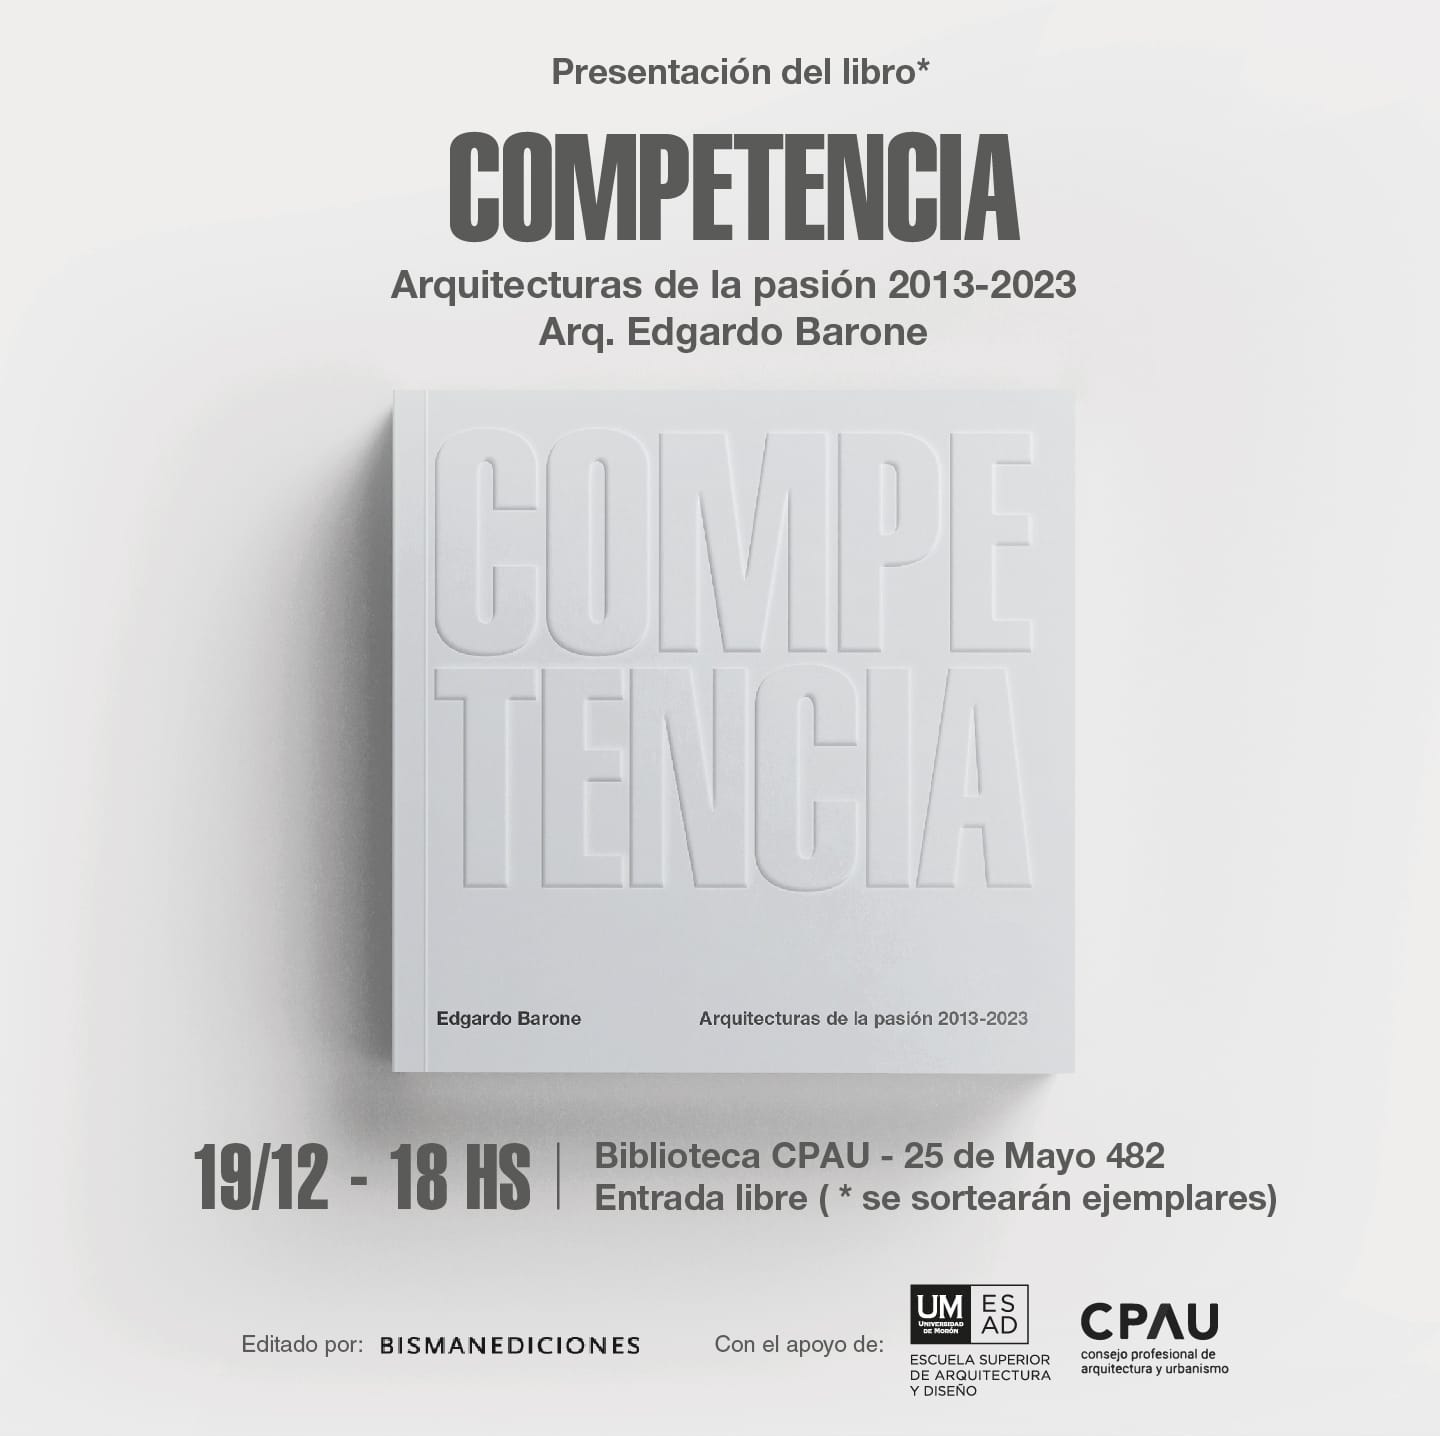 Presentación del libro*
COMPETENCIA
Arquitecturas de la pasión 2013-2023
Arq. Edgardo Barone
COMPE
TENCIA
Edgardo Barone
Arquitecturas de la pasión 2013-2023
19/12 - 18 HS
Biblioteca CPAU - 25 de Mayo 482
Entrada libre ( * se sortearán ejemplares)
Editado por:
BISMANEDICIONES
Con el apoyo de:
UM
UNIVERSIDAD
DE MORÓN
ES
AD
ESCUELA SUPERIOR
DE ARQUITECTURA
Y DISEÑO
CPAU
consejo profesional de
arquitectura y urbanismo